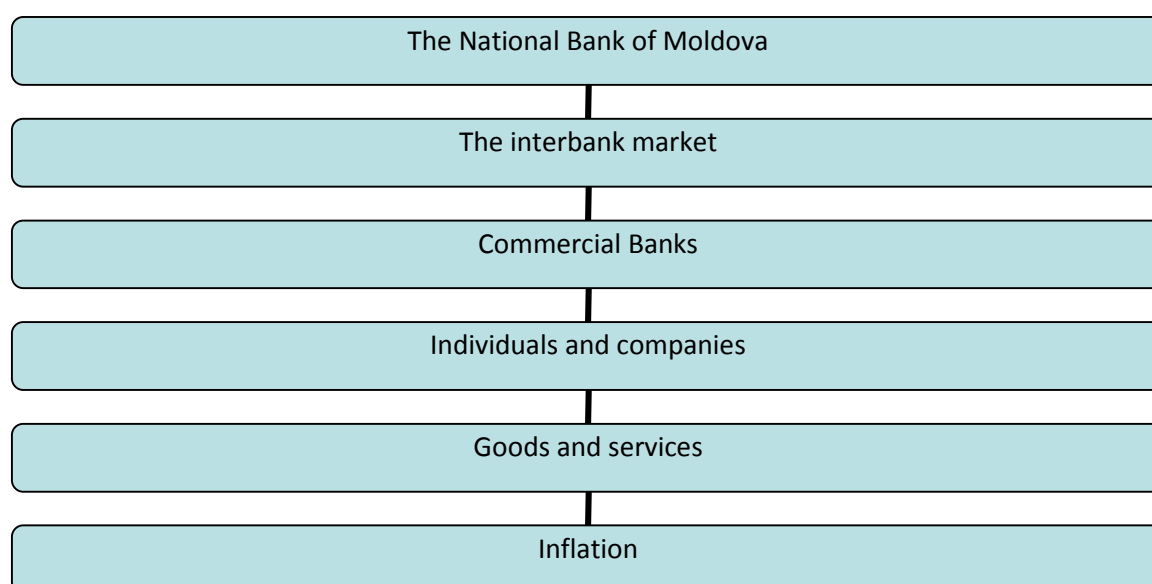 The National Bank of Moldova
The interbank market
Commercial Banks
Individuals and companies
Goods and services
Inflation